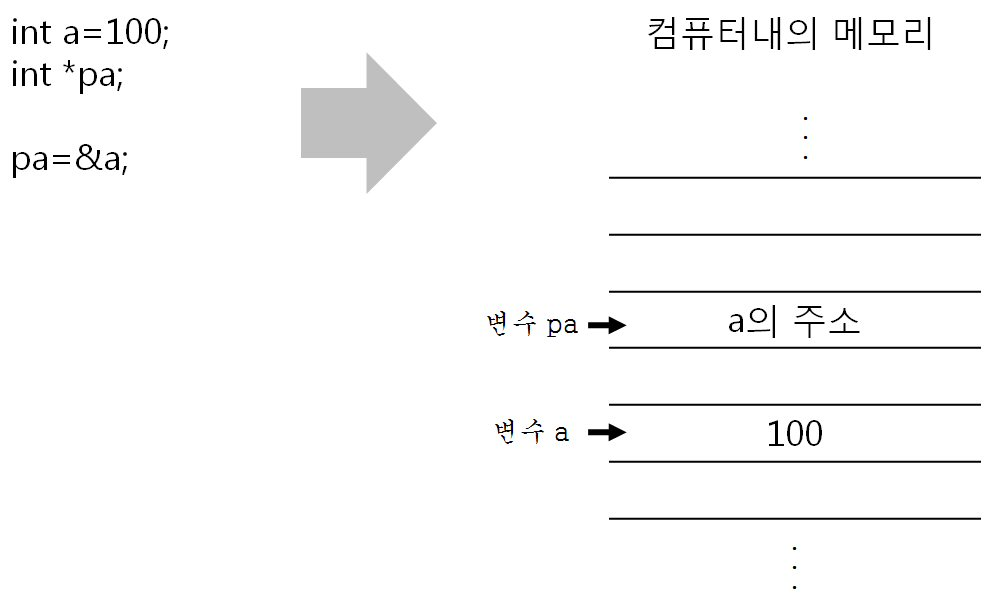 int a=100;
int *pa;
pa=&a;
컴퓨터내의 메모리
변수 pa
a의 주소
변수 a
100